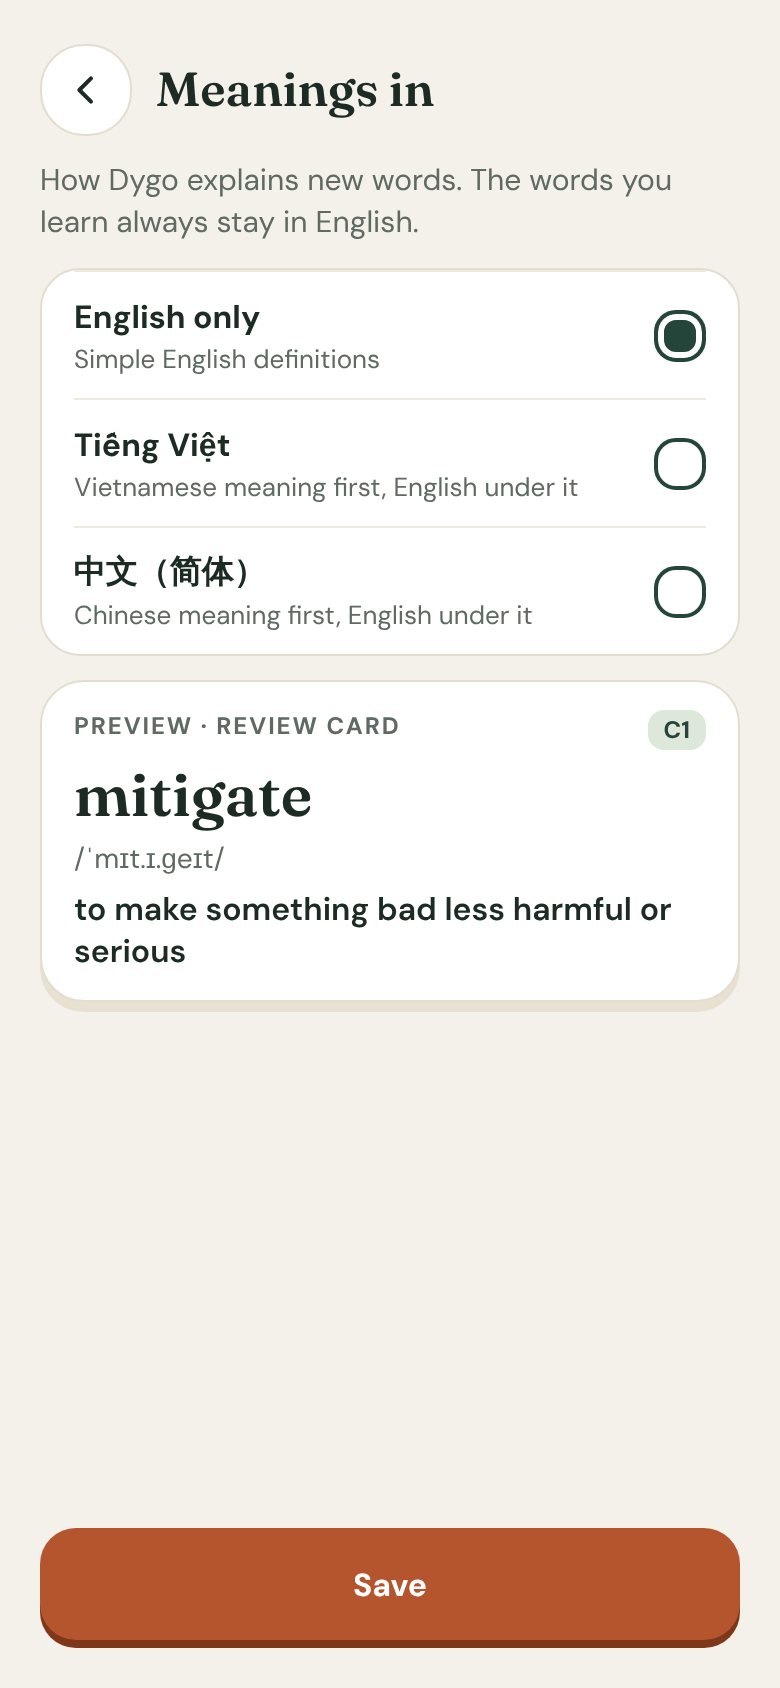 Meanings in
How Dygo explains new words. The words you
learn always stay in English.
English only
Simple English definitions
Tiếng Việt
Vietnamese meaning first, English under it
中文（简体）
Chinese meaning first, English under it
PREVIEW · REVIEW CARD
C1
mitigate
/ˈmɪt.ɪ.ɡeɪt/
to make something bad less harmful or
serious
Save